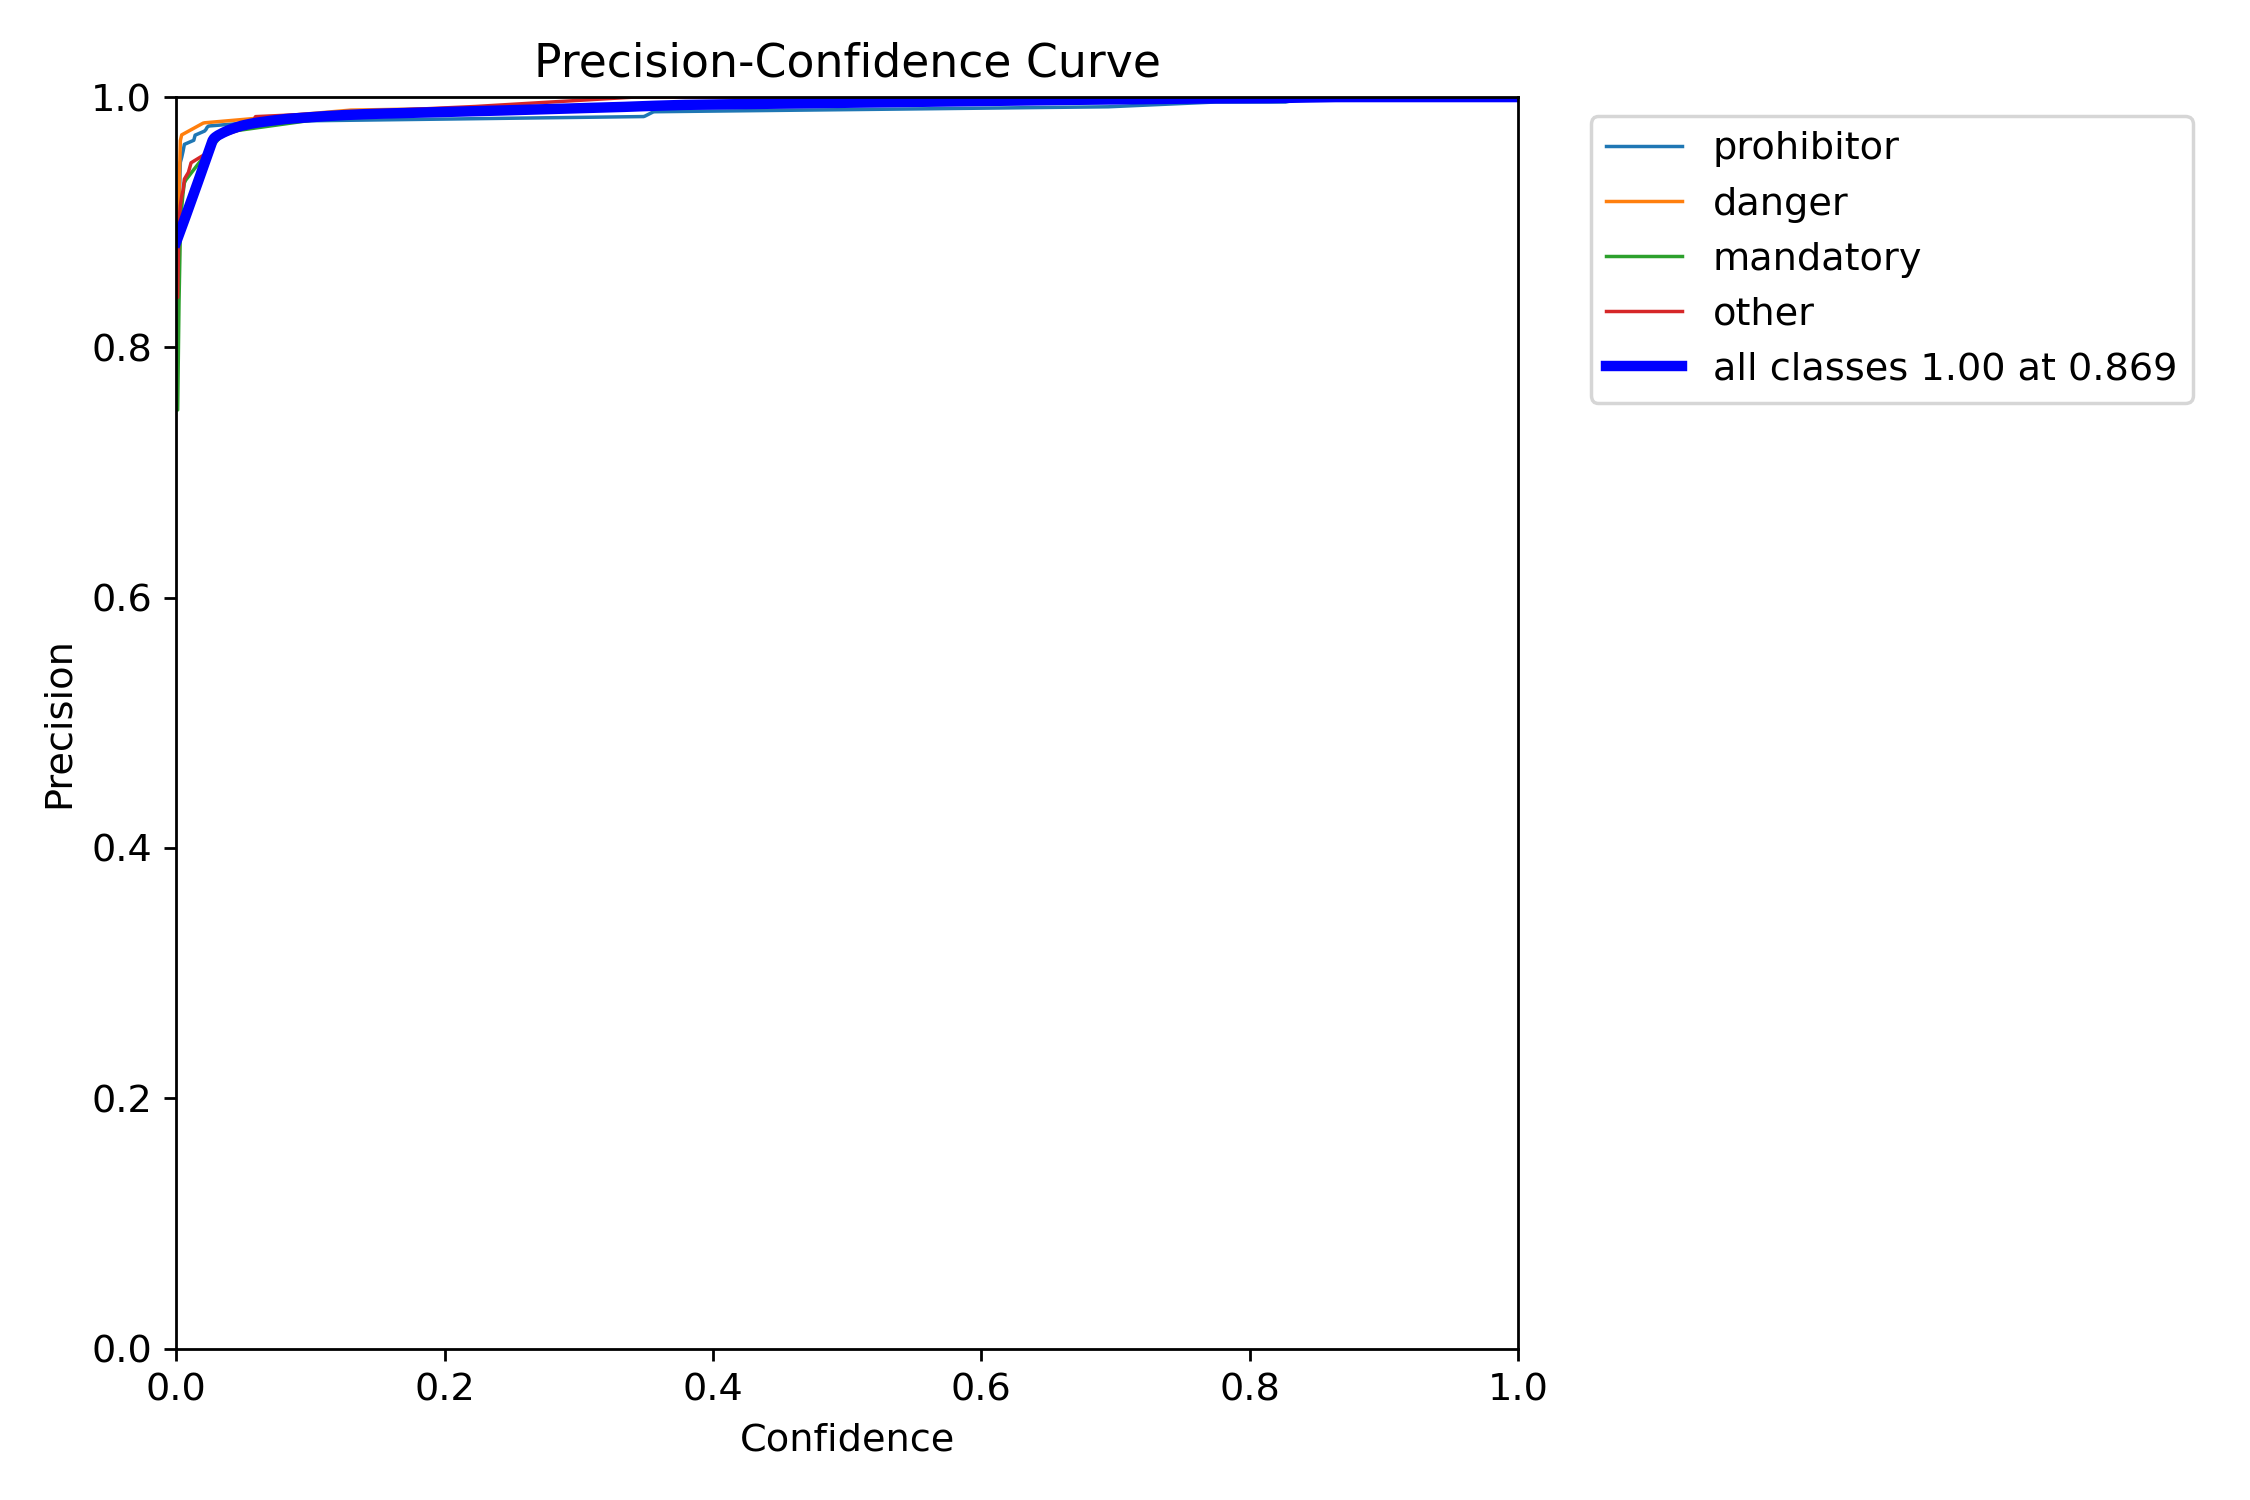 Precision-Confidence Curve
1.0
0.8
0.6
0.4
0.2
0.0
Precision
0.0 0.2 0.4 0.6 0.8 1.0
Confidence
prohibitor
danger
mandatory
other
all classes 1.00 at 0.869